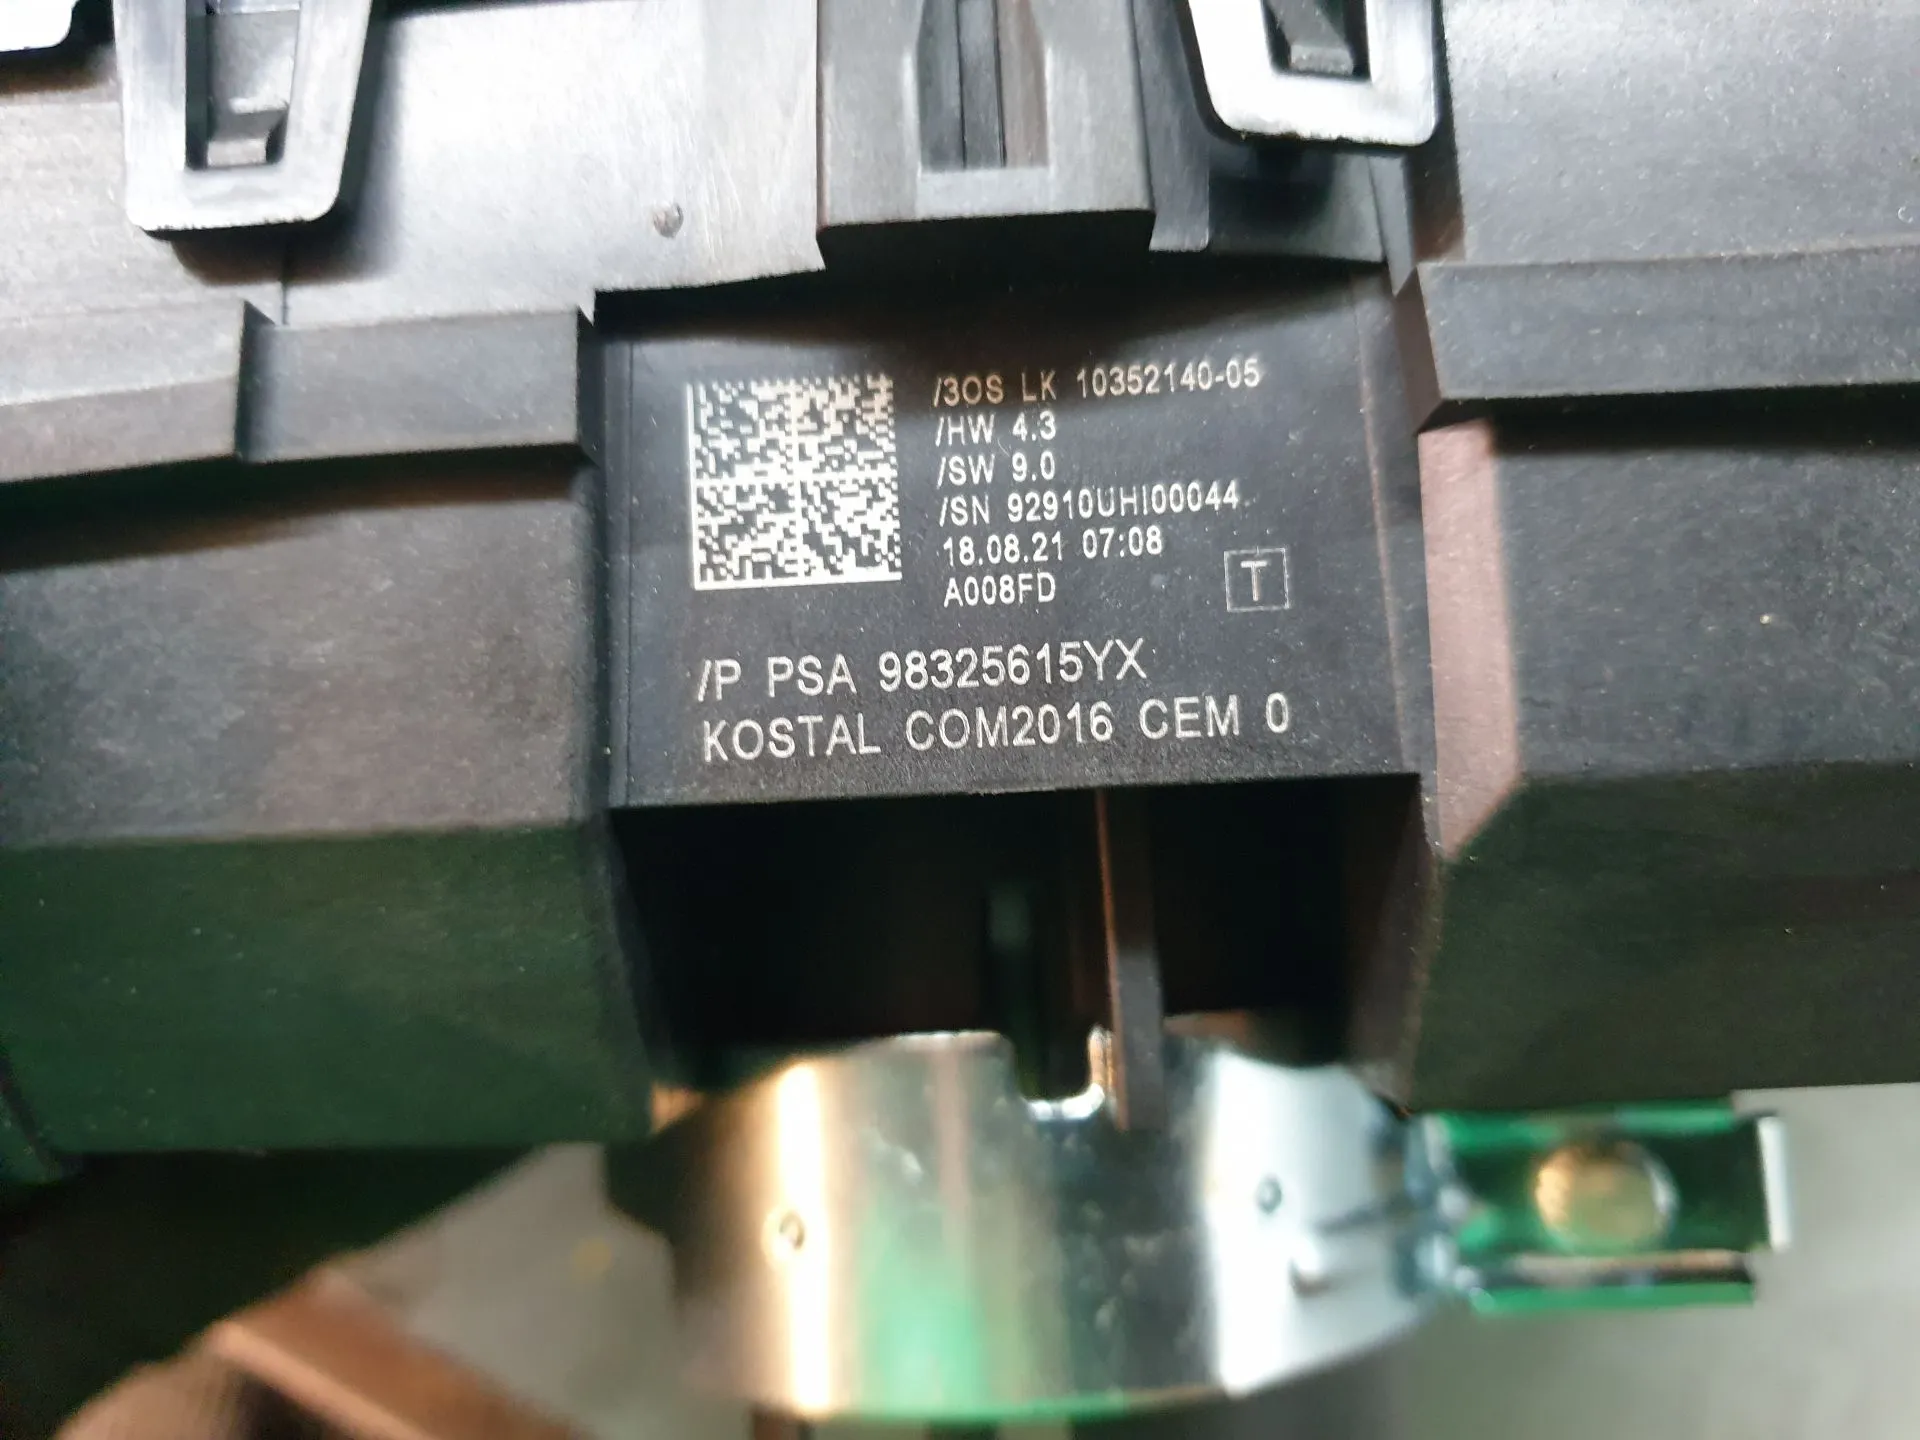 /3OS LK 10352140-05
/HW 4.3
/SW 9.0
/SN 92910UHI00044
18.08.21 07:08
A008FD
T
/P PSA 98325615YX
KOSTAL COM2016 CEM 0